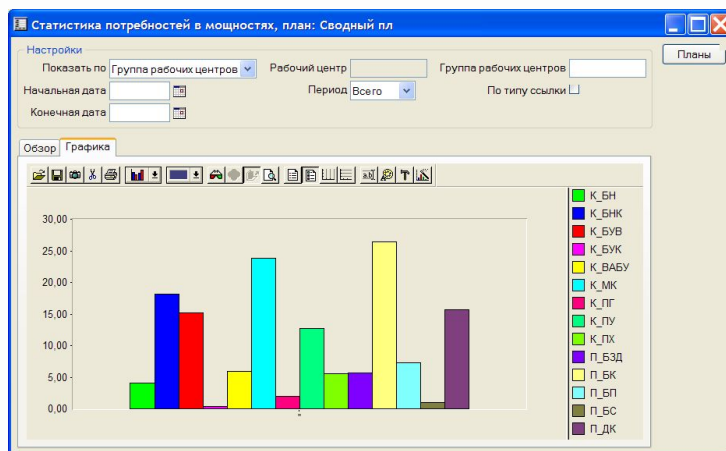 Статистика потребностей в мощностях, план: Сводный пл
Настройки
Планы
Показать по Группа рабочих центров Рабочий центр Группа рабочих центров
Начальная дата Период Всего По типу ссылки
Конечная дата
Обзор Графика
К_БН
К_БНК
К_БУВ
К_БУК
К_ВАБУ
К_МК
К_ПГ
К_ПУ
К_ПХ
П_БЗД
П_БК
П_БП
П_БС
П_ДК
30,00
25,00
20,00
15,00
10,00
5,00
0,00